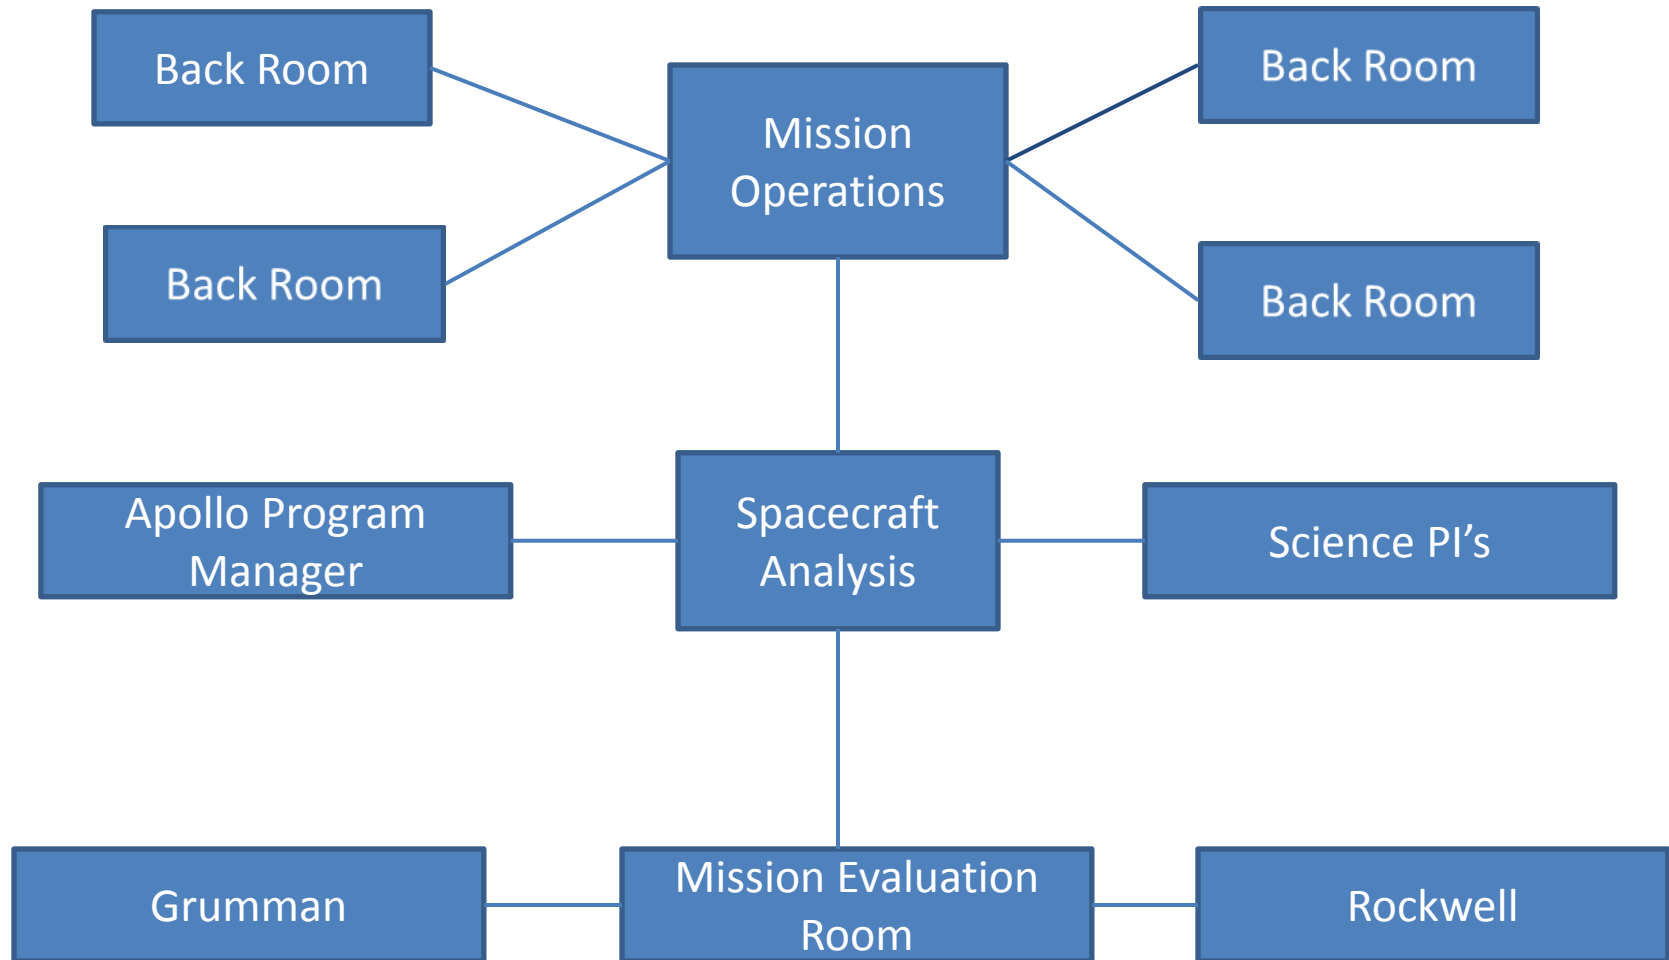 Back Room
Back Room
Mission
Operations
Back Room
Back Room
Apollo Program
Manager
Spacecraft
Analysis
Science PI’s
Grumman
Mission Evaluation
Room
Rockwell